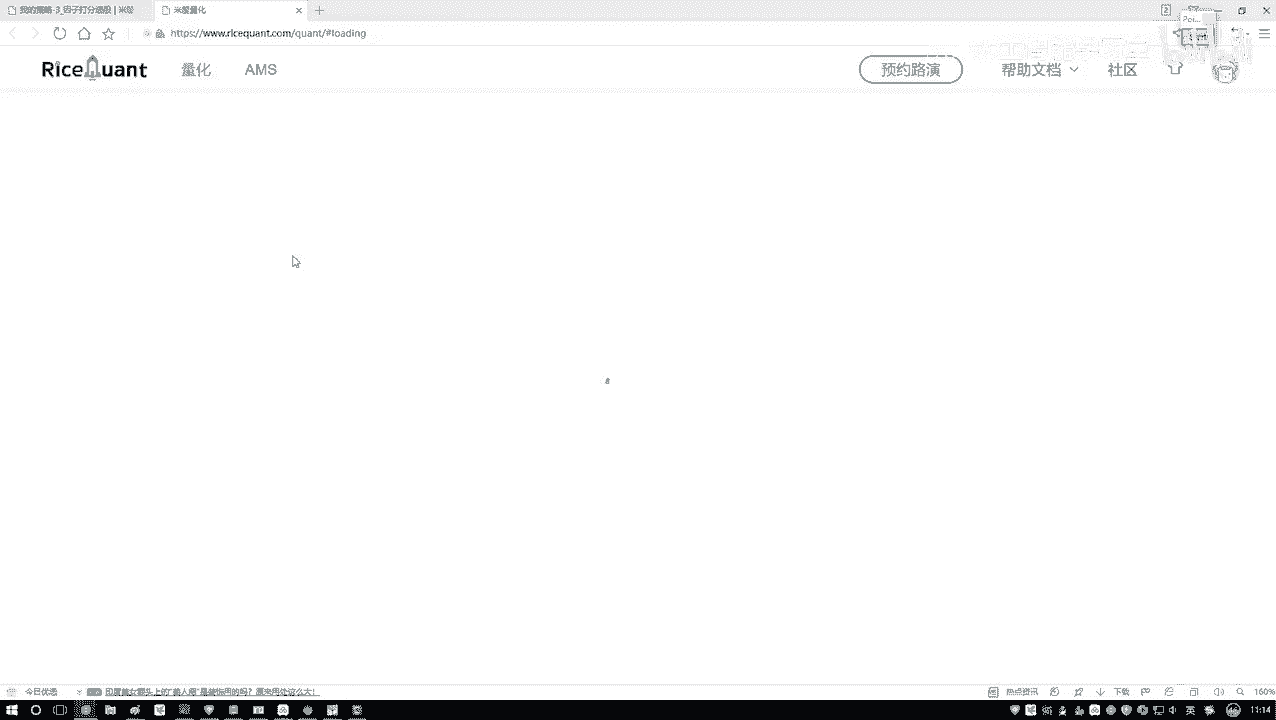 我的策略-3_因子打分选股 | 米筐
米筐量化
https://www.ricequant.com/quant/#loading
RiceQuant
量化
AMS
预约路演
帮助文档
社区
今日优选
热点资讯
下载
160%
11:14